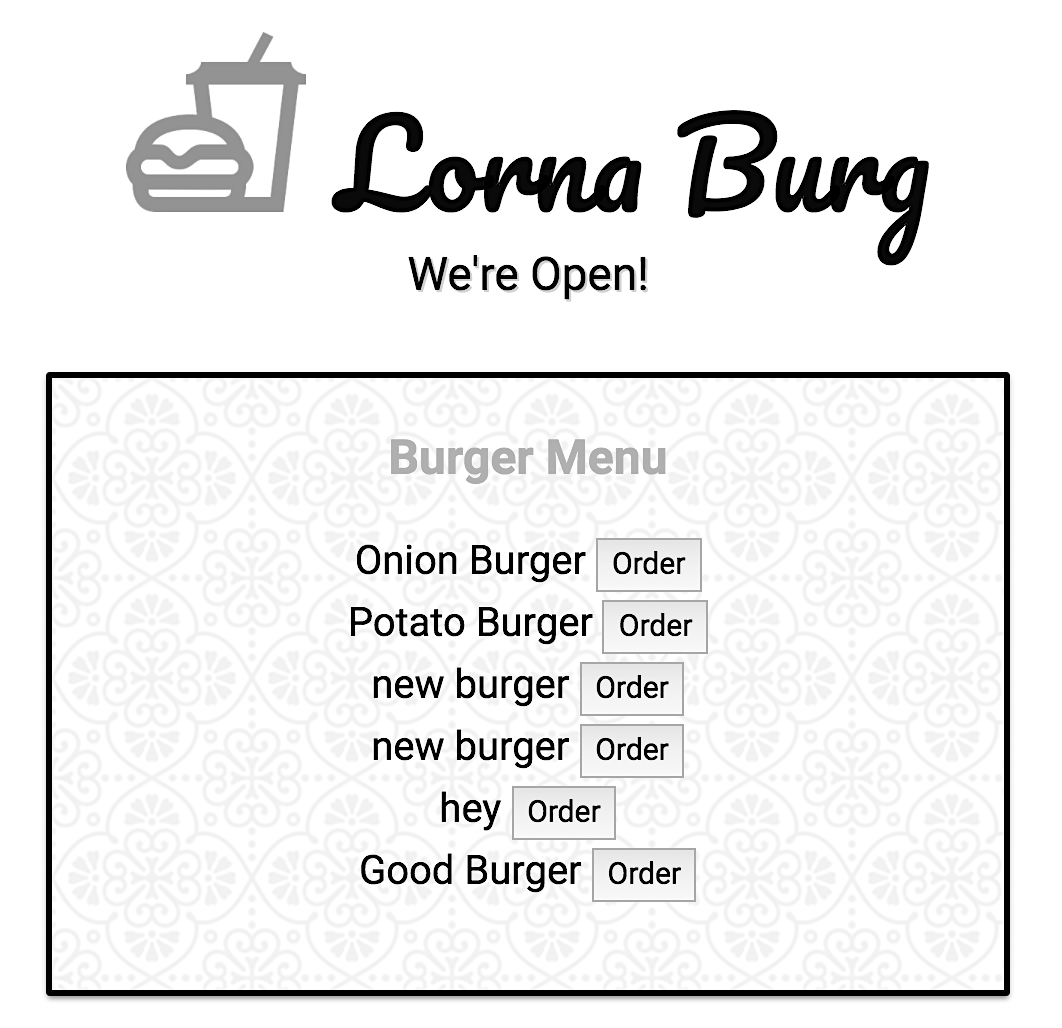 Lorna Burg
We're Open!
Burger Menu
Onion Burger Order
Potato Burger Order
new burger Order
new burger Order
hey Order
Good Burger Order